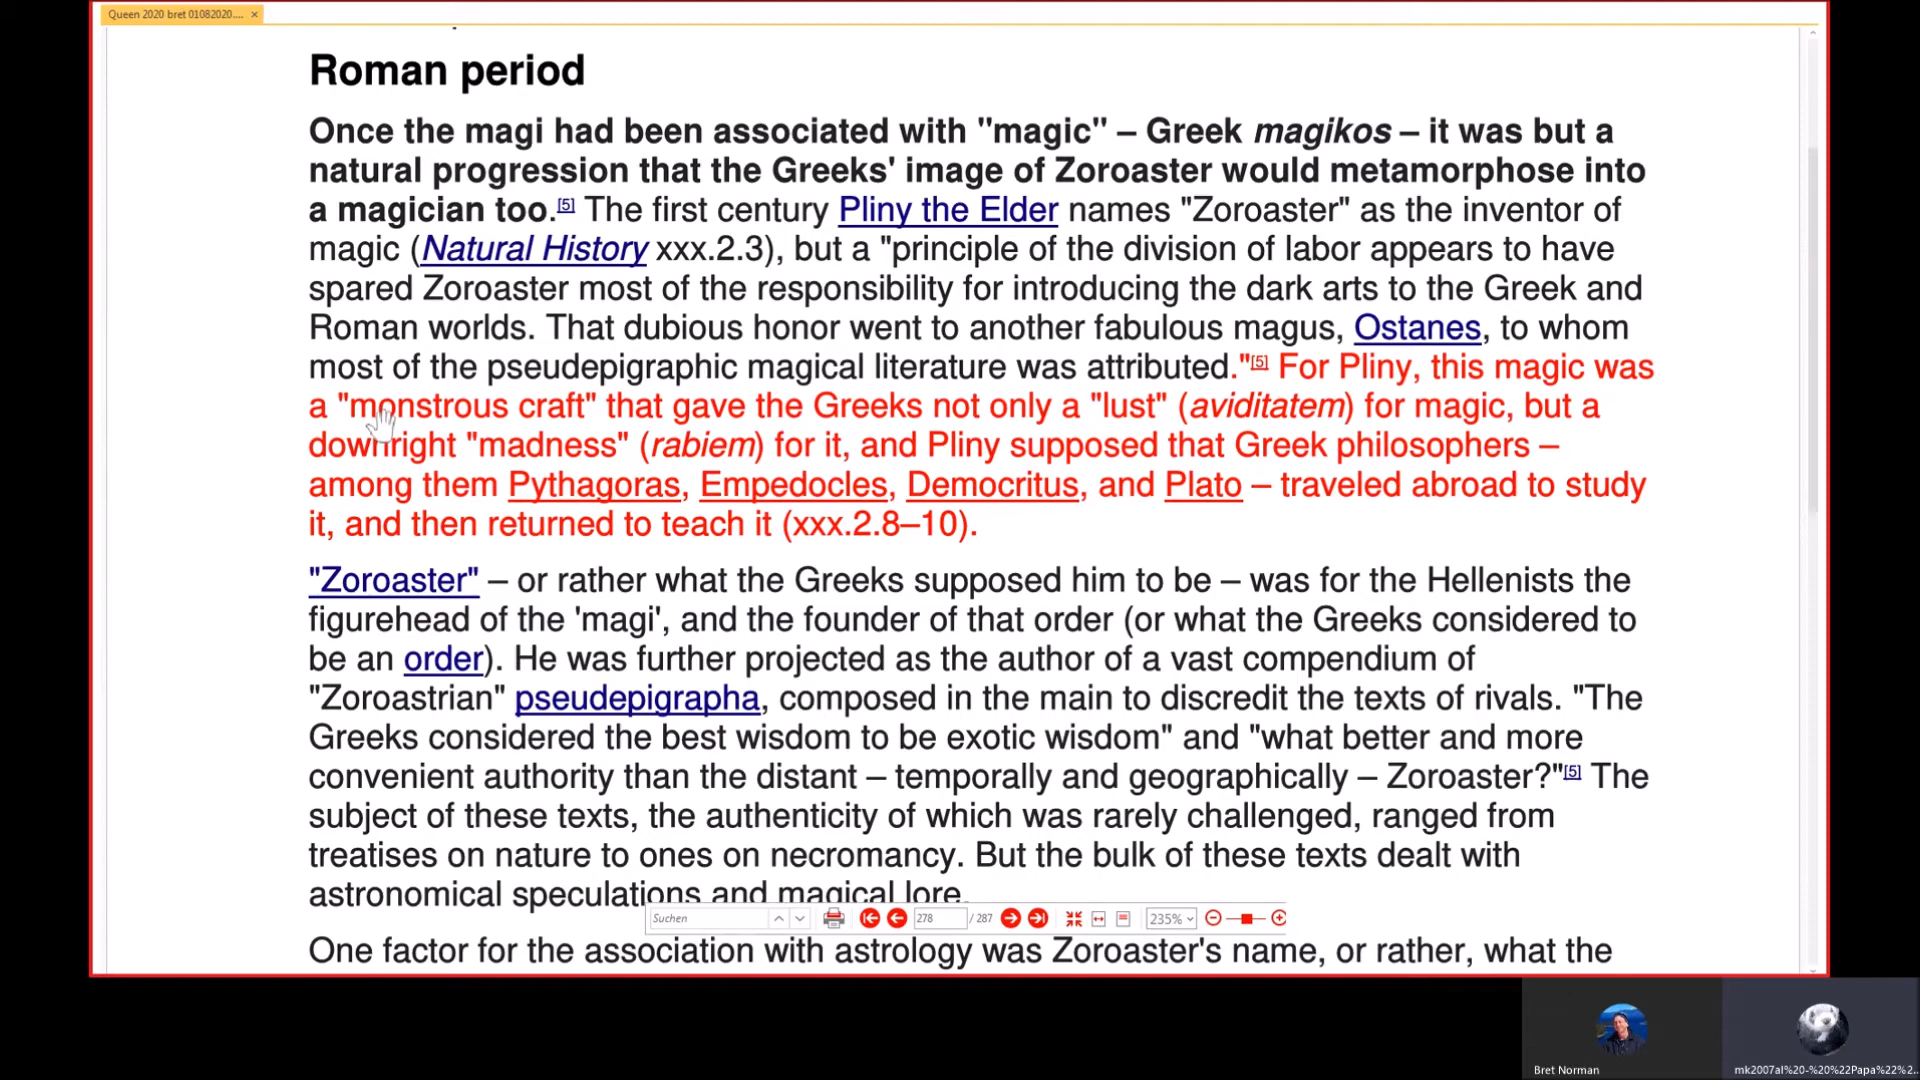 Queen 2020 bret 01082020....
Roman period
Once the magi had been associated with "magic" – Greek magikos – it was but a
natural progression that the Greeks' image of Zoroaster would metamorphose into
a magician too.[5] The first century Pliny the Elder names "Zoroaster" as the inventor of
magic (Natural History xxx.2.3), but a "principle of the division of labor appears to have
spared Zoroaster most of the responsibility for introducing the dark arts to the Greek and
Roman worlds. That dubious honor went to another fabulous magus, Ostanes, to whom
most of the pseudepigraphic magical literature was attributed."[5] For Pliny, this magic was
a "monstrous craft" that gave the Greeks not only a "lust" (aviditatem) for magic, but a
downright "madness" (rabiem) for it, and Pliny supposed that Greek philosophers –
among them Pythagoras, Empedocles, Democritus, and Plato – traveled abroad to study
it, and then returned to teach it (xxx.2.8–10).
"Zoroaster" – or rather what the Greeks supposed him to be – was for the Hellenists the
figurehead of the 'magi', and the founder of that order (or what the Greeks considered to
be an order). He was further projected as the author of a vast compendium of
"Zoroastrian" pseudepigrapha, composed in the main to discredit the texts of rivals. "The
Greeks considered the best wisdom to be exotic wisdom" and "what better and more
convenient authority than the distant – temporally and geographically – Zoroaster?"[5] The
subject of these texts, the authenticity of which was rarely challenged, ranged from
treatises on nature to ones on necromancy. But the bulk of these texts dealt with
astronomical speculations and magical lore.
Suchen 278 / 287 235%
One factor for the association with astrology was Zoroaster's name, or rather, what the
Bret Norman
mk2007al%20-%20%22Papa%22%2...